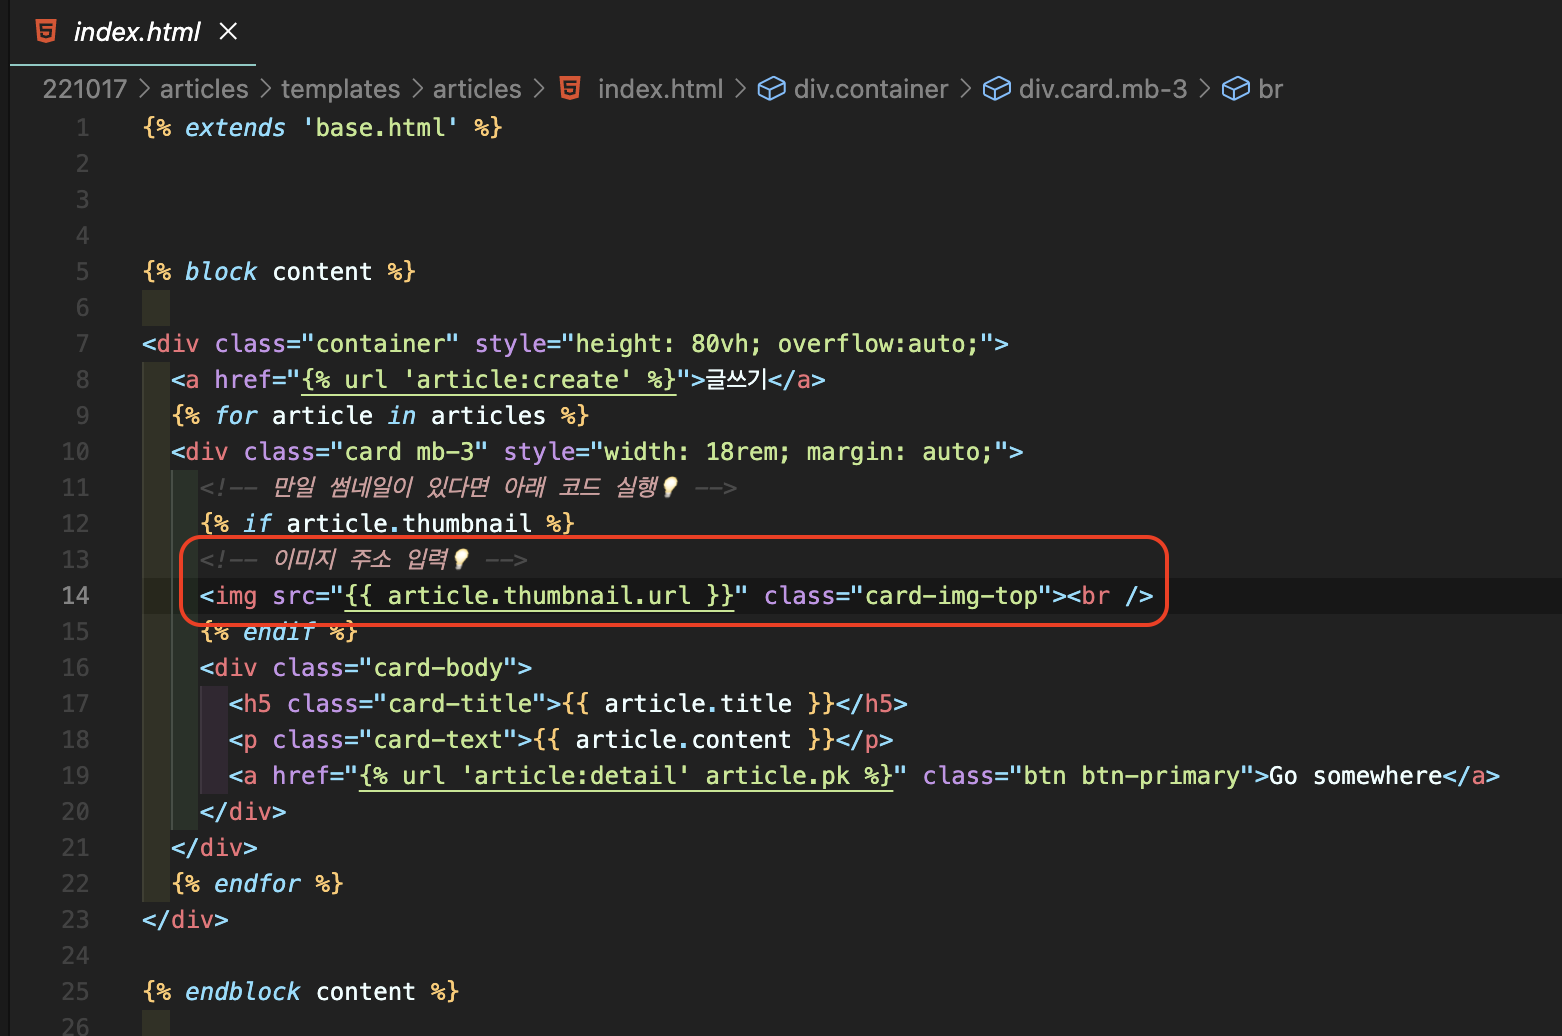 index.html
221017 > articles > templates > articles > index.html > div.container > div.card.mb-3 > br
1 {% extends 'base.html' %}
2
3
4
5 {% block content %}
6
7 <div class="container" style="height: 80vh; overflow:auto;">
8 <a href="{% url 'article:create' %}">글쓰기</a>
9 {% for article in articles %}
10 <div class="card mb-3" style="width: 18rem; margin: auto;">
11 <!-- 만일 썸네일이 있다면 아래 코드 실행💡 -->
12 {% if article.thumbnail %}
13 <!-- 이미지 주소 입력💡 -->
14 <img src="{{ article.thumbnail.url }}" class="card-img-top"><br />
15 {% endif %}
16 <div class="card-body">
17 <h5 class="card-title">{{ article.title }}</h5>
18 <p class="card-text">{{ article.content }}</p>
19 <a href="{% url 'article:detail' article.pk %}" class="btn btn-primary">Go somewhere</a>
20 </div>
21 </div>
22 {% endfor %}
23 </div>
24
25 {% endblock content %}
26